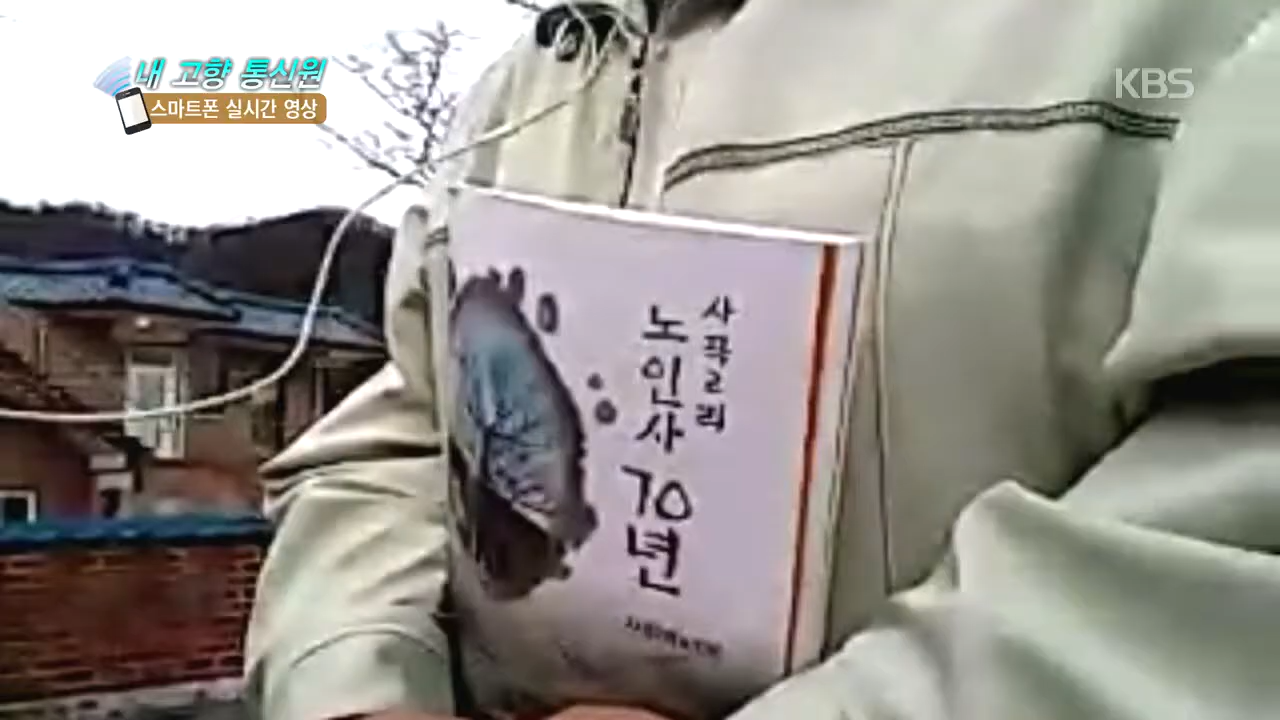 내 고향 통신원
스마트폰 실시간 영상
KBS
사곡2리
노인사
70년